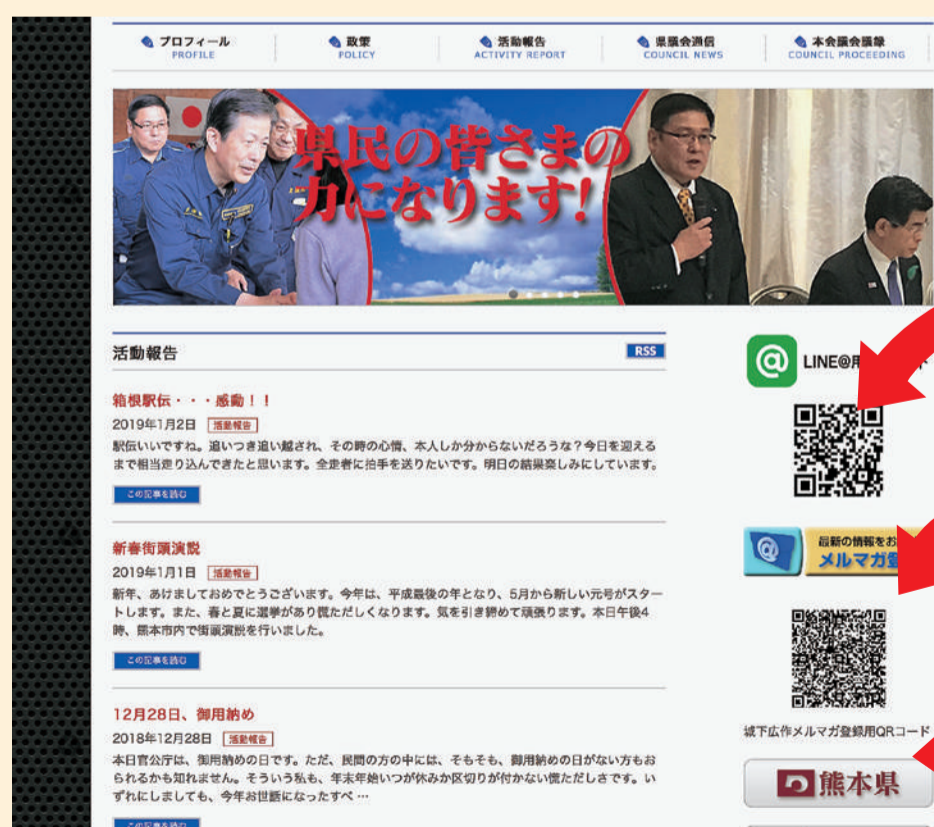 プロフィール
PROFILE
政策
POLICY
活動報告
ACTIVITY REPORT
県議会通信
COUNCIL NEWS
本会議会議録
COUNCIL PROCEEDING
県民の皆さまの
力になります!
活動報告
RSS
箱根駅伝・・・感動！！
2019年1月2日 活動報告
駅伝いいですね。追いつき追い越され、その時の心情、本人しか分からないだろうな？今日を迎える
まで相当走り込んできたと思います。全走者に拍手を送りたいです。明日の結果楽しみにしています。
この記事を読む
新春街頭演説
2019年1月1日 活動報告
新年、あけましておめでとうございます。今年は、平成最後の年となり、5月から新しい元号がスター
トします。また、春と夏に選挙があり慌ただしくなります。気を引き締めて頑張ります。本日午後4
時、熊本市内で街頭演説を行いました。
この記事を読む
12月28日、御用納め
2018年12月28日 活動報告
本日官公庁は、御用納めの日です。ただ、民間の方の中には、そもそも、御用納めの日がない方もお
られるかも知れません。そういう私も、年末年始いつが休みか区切りが付かない慌ただしさです。い
ずれにしましても、今年お世話になったすべ …
この記事を読む
@
LINE@用
@
最新の情報をお
メルマガ登
城下広作メルマガ登録用QRコード
熊本県